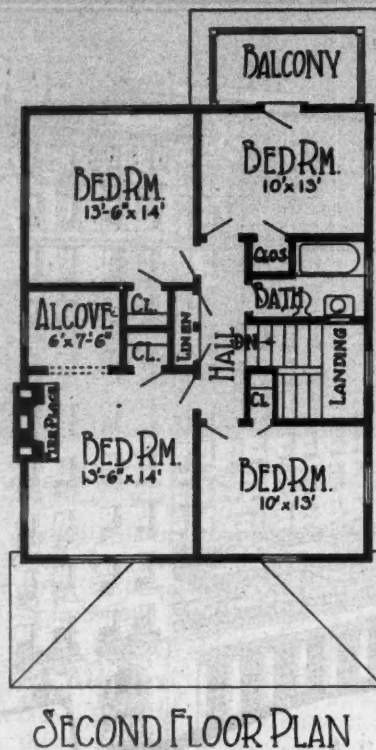 BALCONY
BED RM.
13'-6" x 14'
BED RM.
10' x 13'
CLOS.
BATH
ALCOVE
6' x 7'-6"
CL.
LINEN
CL.
HALL
DN
LANDING
FIRE PLACE
CL
BED RM.
13'-6" x 14'
BED RM.
10' x 13'
SECOND FLOOR PLAN